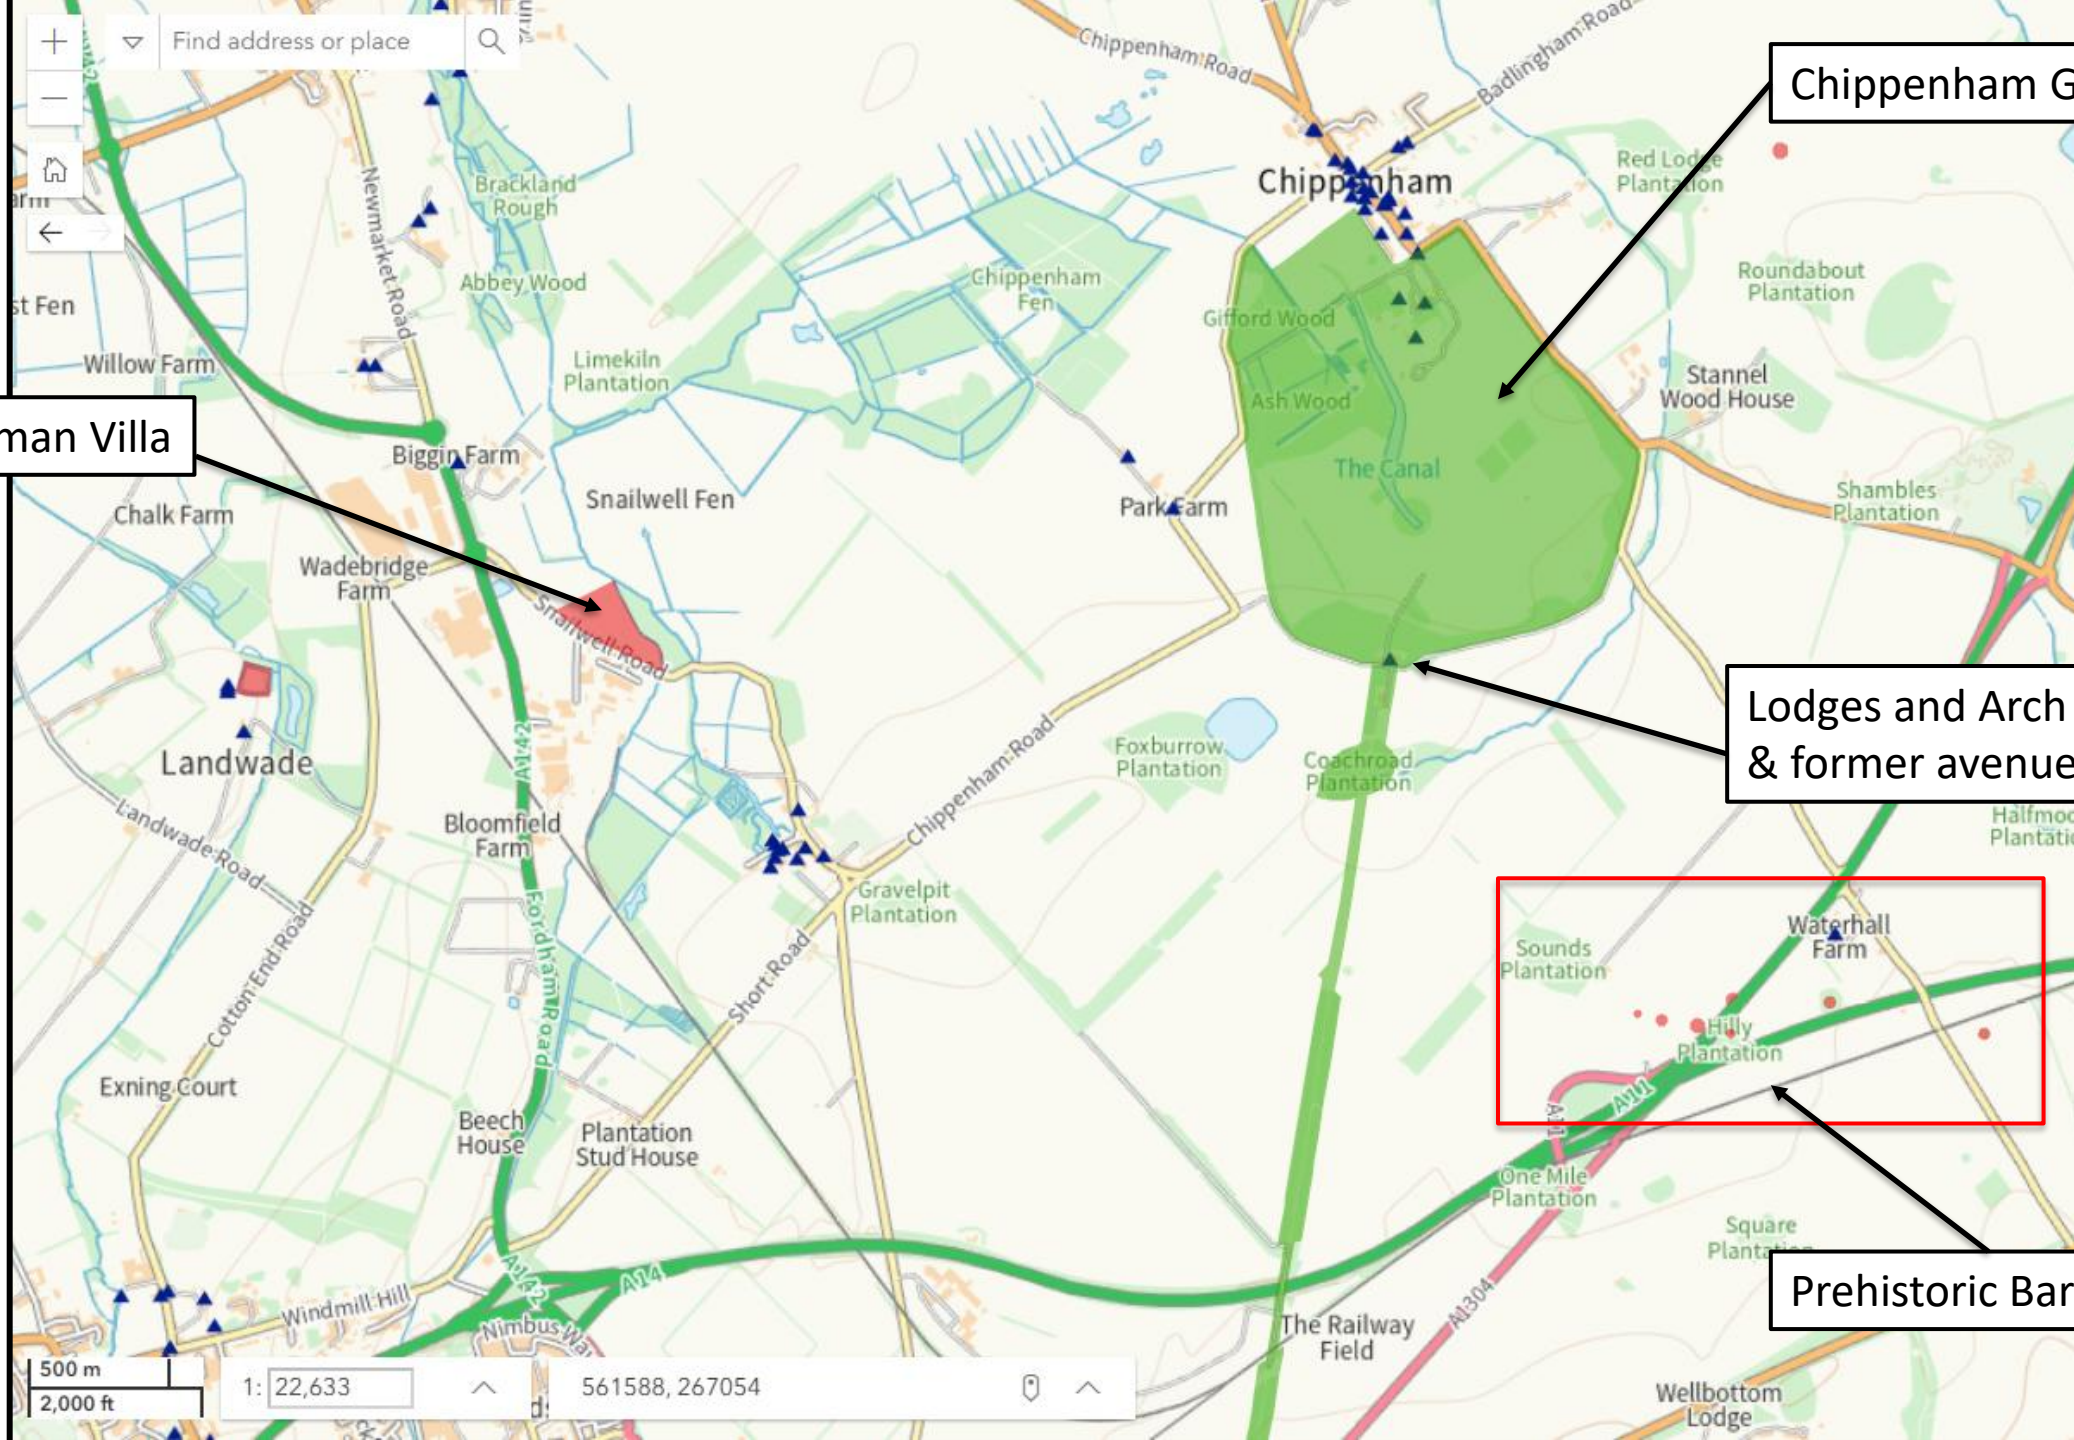 Find address or place
A142
Chippenham Road
Badlingham Road
Chippenham G
Chippenham
Red Lodge
Plantation
Newmarket Road
Brackland
Rough
Abbey Wood
Chippenham
Fen
Roundabout
Plantation
st Fen
Gifford Wood
Willow Farm
Limekiln
Plantation
Stannel
Wood House
Ash Wood
man Villa
Biggin Farm
The Canal
Snailwell Fen
Park Farm
Shambles
Plantation
Chalk Farm
Wadebridge
Farm
Snailwell Road
Lodges and Arch
& former avenue
Landwade
A142
Chippenham Road
Foxburrow
Plantation
Coachroad
Plantation
Landwade Road
Bloomfield
Farm
Halfmoo
Plantati
Gravelpit
Plantation
Fordham Road
Cotton End Road
Short Road
Sounds
Plantation
Waterhall
Farm
Hilly
Plantation
Exning Court
A11
A11
Beech
House
Plantation
Stud House
One Mile
Plantation
Square
Plantation
Prehistoric Bar
A142
A14
Windmill Hill
Nimbus Wa
A1304
The Railway
Field
500 m
2,000 ft
1: 22,633
561588, 267054
Wellbottom
Lodge